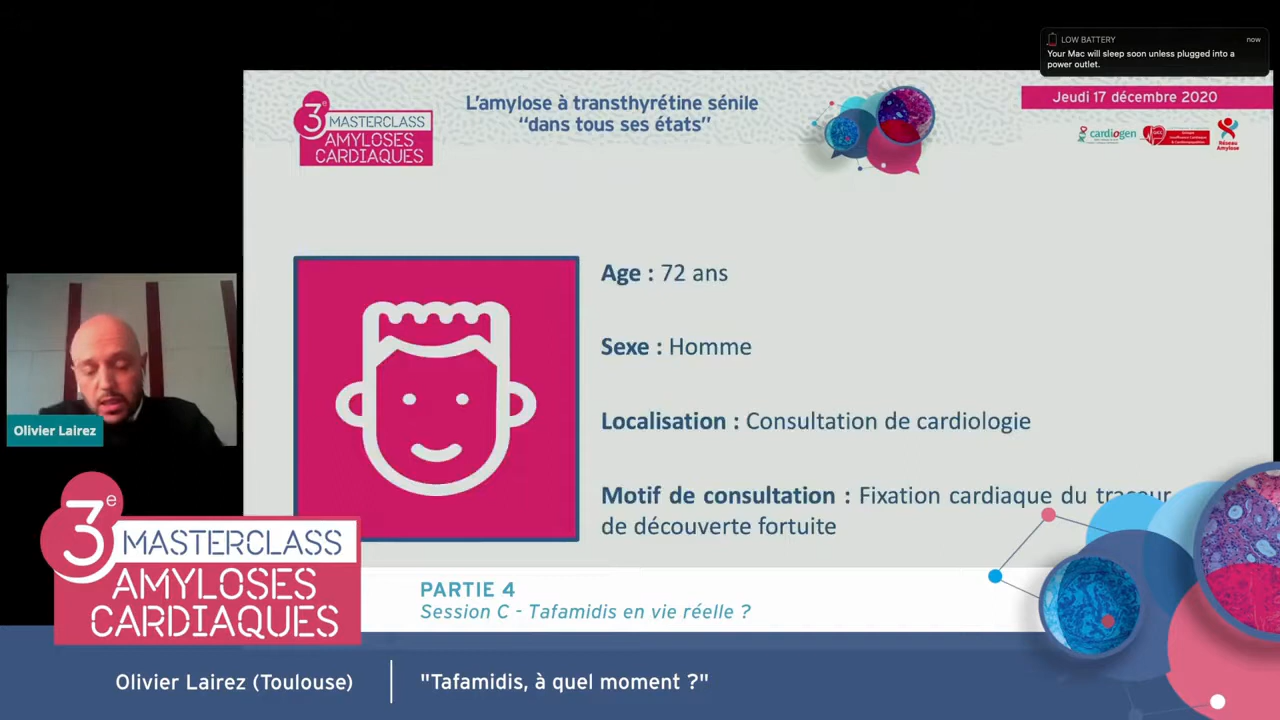 LOW BATTERY
now
Your Mac will sleep soon unless plugged into a
power outlet.
3e
MASTERCLASS
AMYLOSES
CARDIAQUES
L'amylose à transthyrétine sénile
“dans tous ses états”
Jeudi 17 décembre 2020
cardiogen
Réseau
Amylose
Age : 72 ans
Sexe : Homme
Localisation : Consultation de cardiologie
Motif de consultation : Fixation cardiaque du traceur
de découverte fortuite
Olivier Lairez
3e
MASTERCLASS
AMYLOSES
CARDIAQUES
PARTIE 4
Session C - Tafamidis en vie réelle ?
Olivier Lairez (Toulouse)
"Tafamidis, à quel moment ?"